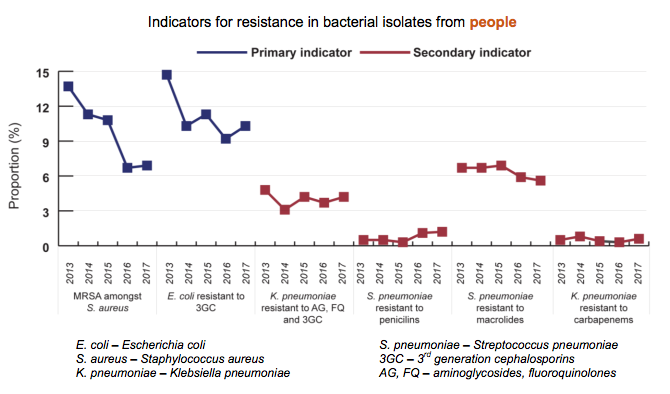 Indicators for resistance in bacterial isolates from people
Primary indicator Secondary indicator
Proportion (%)
15
12
9
6
3
0
2013 2014 2015 2016 2017 2013 2014 2015 2016 2017 2013 2014 2015 2016 2017 2013 2014 2015 2016 2017 2013 2014 2015 2016 2017 2013 2014 2015 2016 2017
MRSA amongst
S. aureus
E. coli resistant to
3GC
K. pneumoniae
resistant to AG, FQ
and 3GC
S. pneumoniae
resistant to
penicilins
S. pneumoniae
resistant to
macrolides
K. pneumoniae
resistant to
carbapenems
E. coli – Escherichia coli
S. aureus – Staphylococcus aureus
K. pneumoniae – Klebsiella pneumoniae
S. pneumoniae – Streptococcus pneumoniae
3GC – 3rd generation cephalosporins
AG, FQ – aminoglycosides, fluoroquinolones